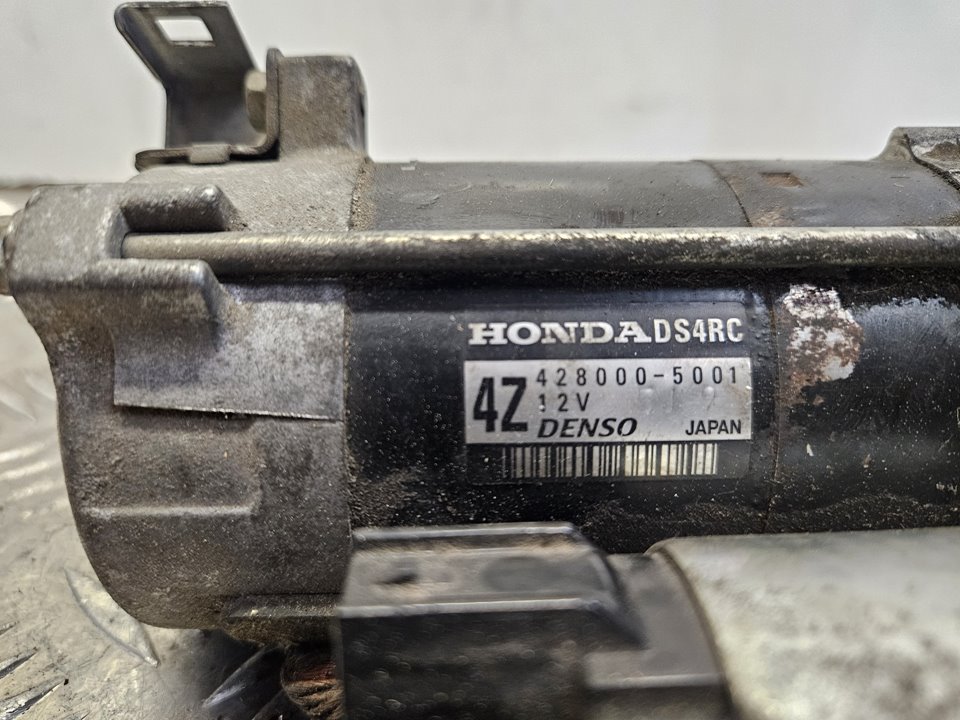 HONDA DS4RC
4Z 428000-5001
12V
DENSO JAPAN